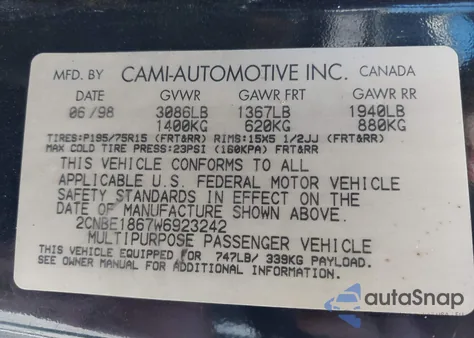 MFD. BY CAMI-AUTOMOTIVE INC. CANADA
DATE GVWR GAWR FRT GAWR RR
06/98 3086LB 1367LB 1940LB
1400KG 620KG 880KG
TIRES:P195/75R15 (FRT&RR) RIMS:15X5 1/2JJ (FRT&RR)
MAX COLD TIRE PRESS:23PSI (160KPA) FRT&RR
THIS VEHICLE CONFORMS TO ALL
APPLICABLE U.S. FEDERAL MOTOR VEHICLE
SAFETY STANDARDS IN EFFECT ON THE
DATE OF MANUFACTURE SHOWN ABOVE.
2CNBE1867W6923242
MULTIPURPOSE PASSENGER VEHICLE
THIS VEHICLE EQUIPPED FOR 747LB/ 339KG PAYLOAD.
SEE OWNER MANUAL FOR ADDITIONAL INFORMATION.
autoSnap